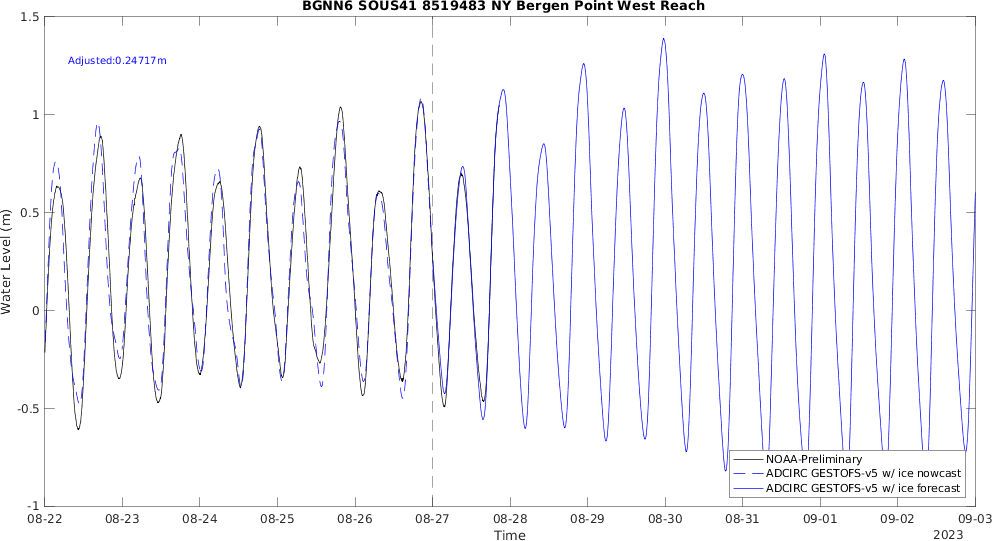 BGNN6 SOUS41 8519483 NY Bergen Point West Reach
Adjusted:0.24717m
Water Level (m)
1.5
1
0.5
0
-0.5
-1
NOAA-Preliminary
ADCIRC GESTOFS-v5 w/ ice nowcast
ADCIRC GESTOFS-v5 w/ ice forecast
08-22 08-23 08-24 08-25 08-26 08-27 08-28 08-29 08-30 08-31 09-01 09-02 09-03
Time
2023